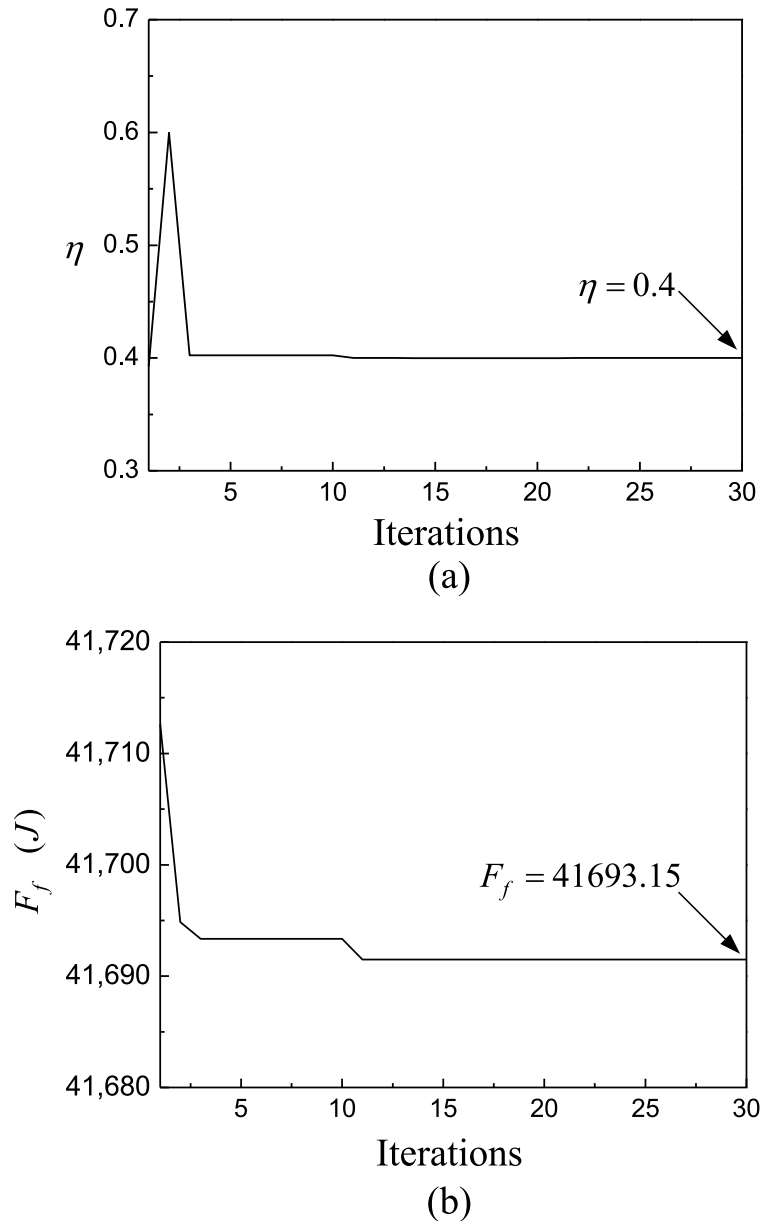 0.7
0.6
0.5
0.4
0.3
η
η = 0.4
5 10 15 20 25 30
Iterations
(a)
41,720
41,710
41,700
41,690
41,680
F_f (J)
F_f = 41693.15
5 10 15 20 25 30
Iterations
(b)